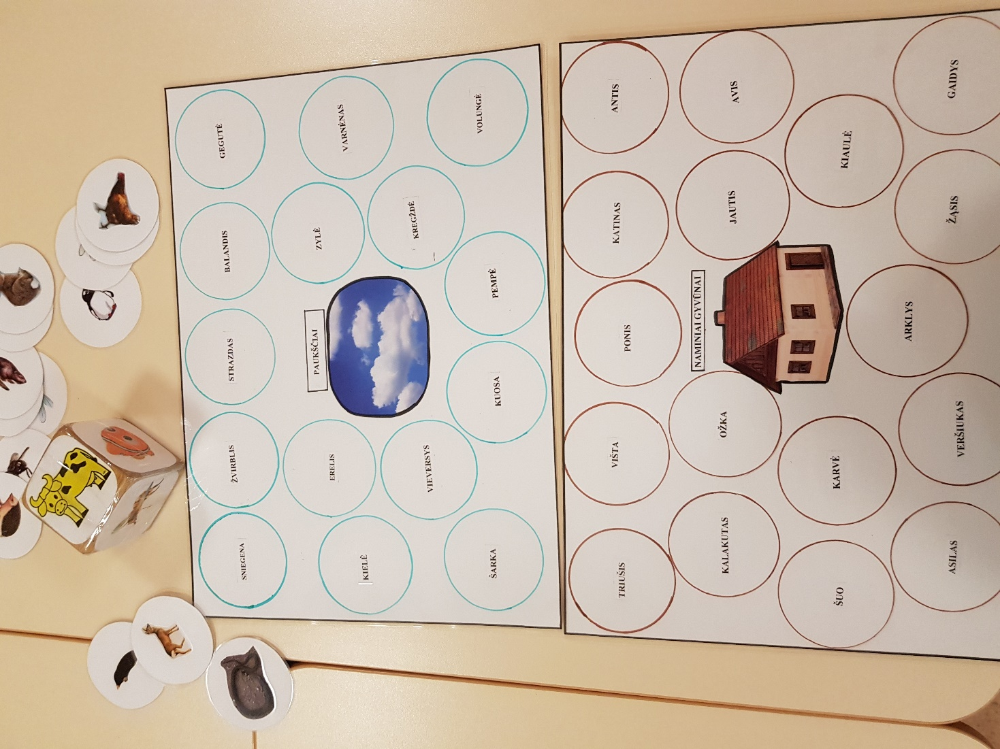 GEGUTĖ
VARNĖNAS
VOLUNGĖ
BALANDIS
ZYLĖ
KREGŽDĖ
PEMPĖ
STRAZDAS
PAUKŠČIAI
KUOSA
ŽVIRBLIS
ERELIS
VIEVERSYS
SNIEGENA
KIELĖ
ŠARKA
ANTIS
AVIS
KIAULĖ
GAIDYS
KATINAS
JAUTIS
ŽĄSIS
PONIS
NAMINIAI GYVŪNAI
ARKLYS
VIŠTA
OŽKA
KARVĖ
VERŠIUKAS
TRIUŠIS
KALAKUTAS
ŠUO
ASILAS